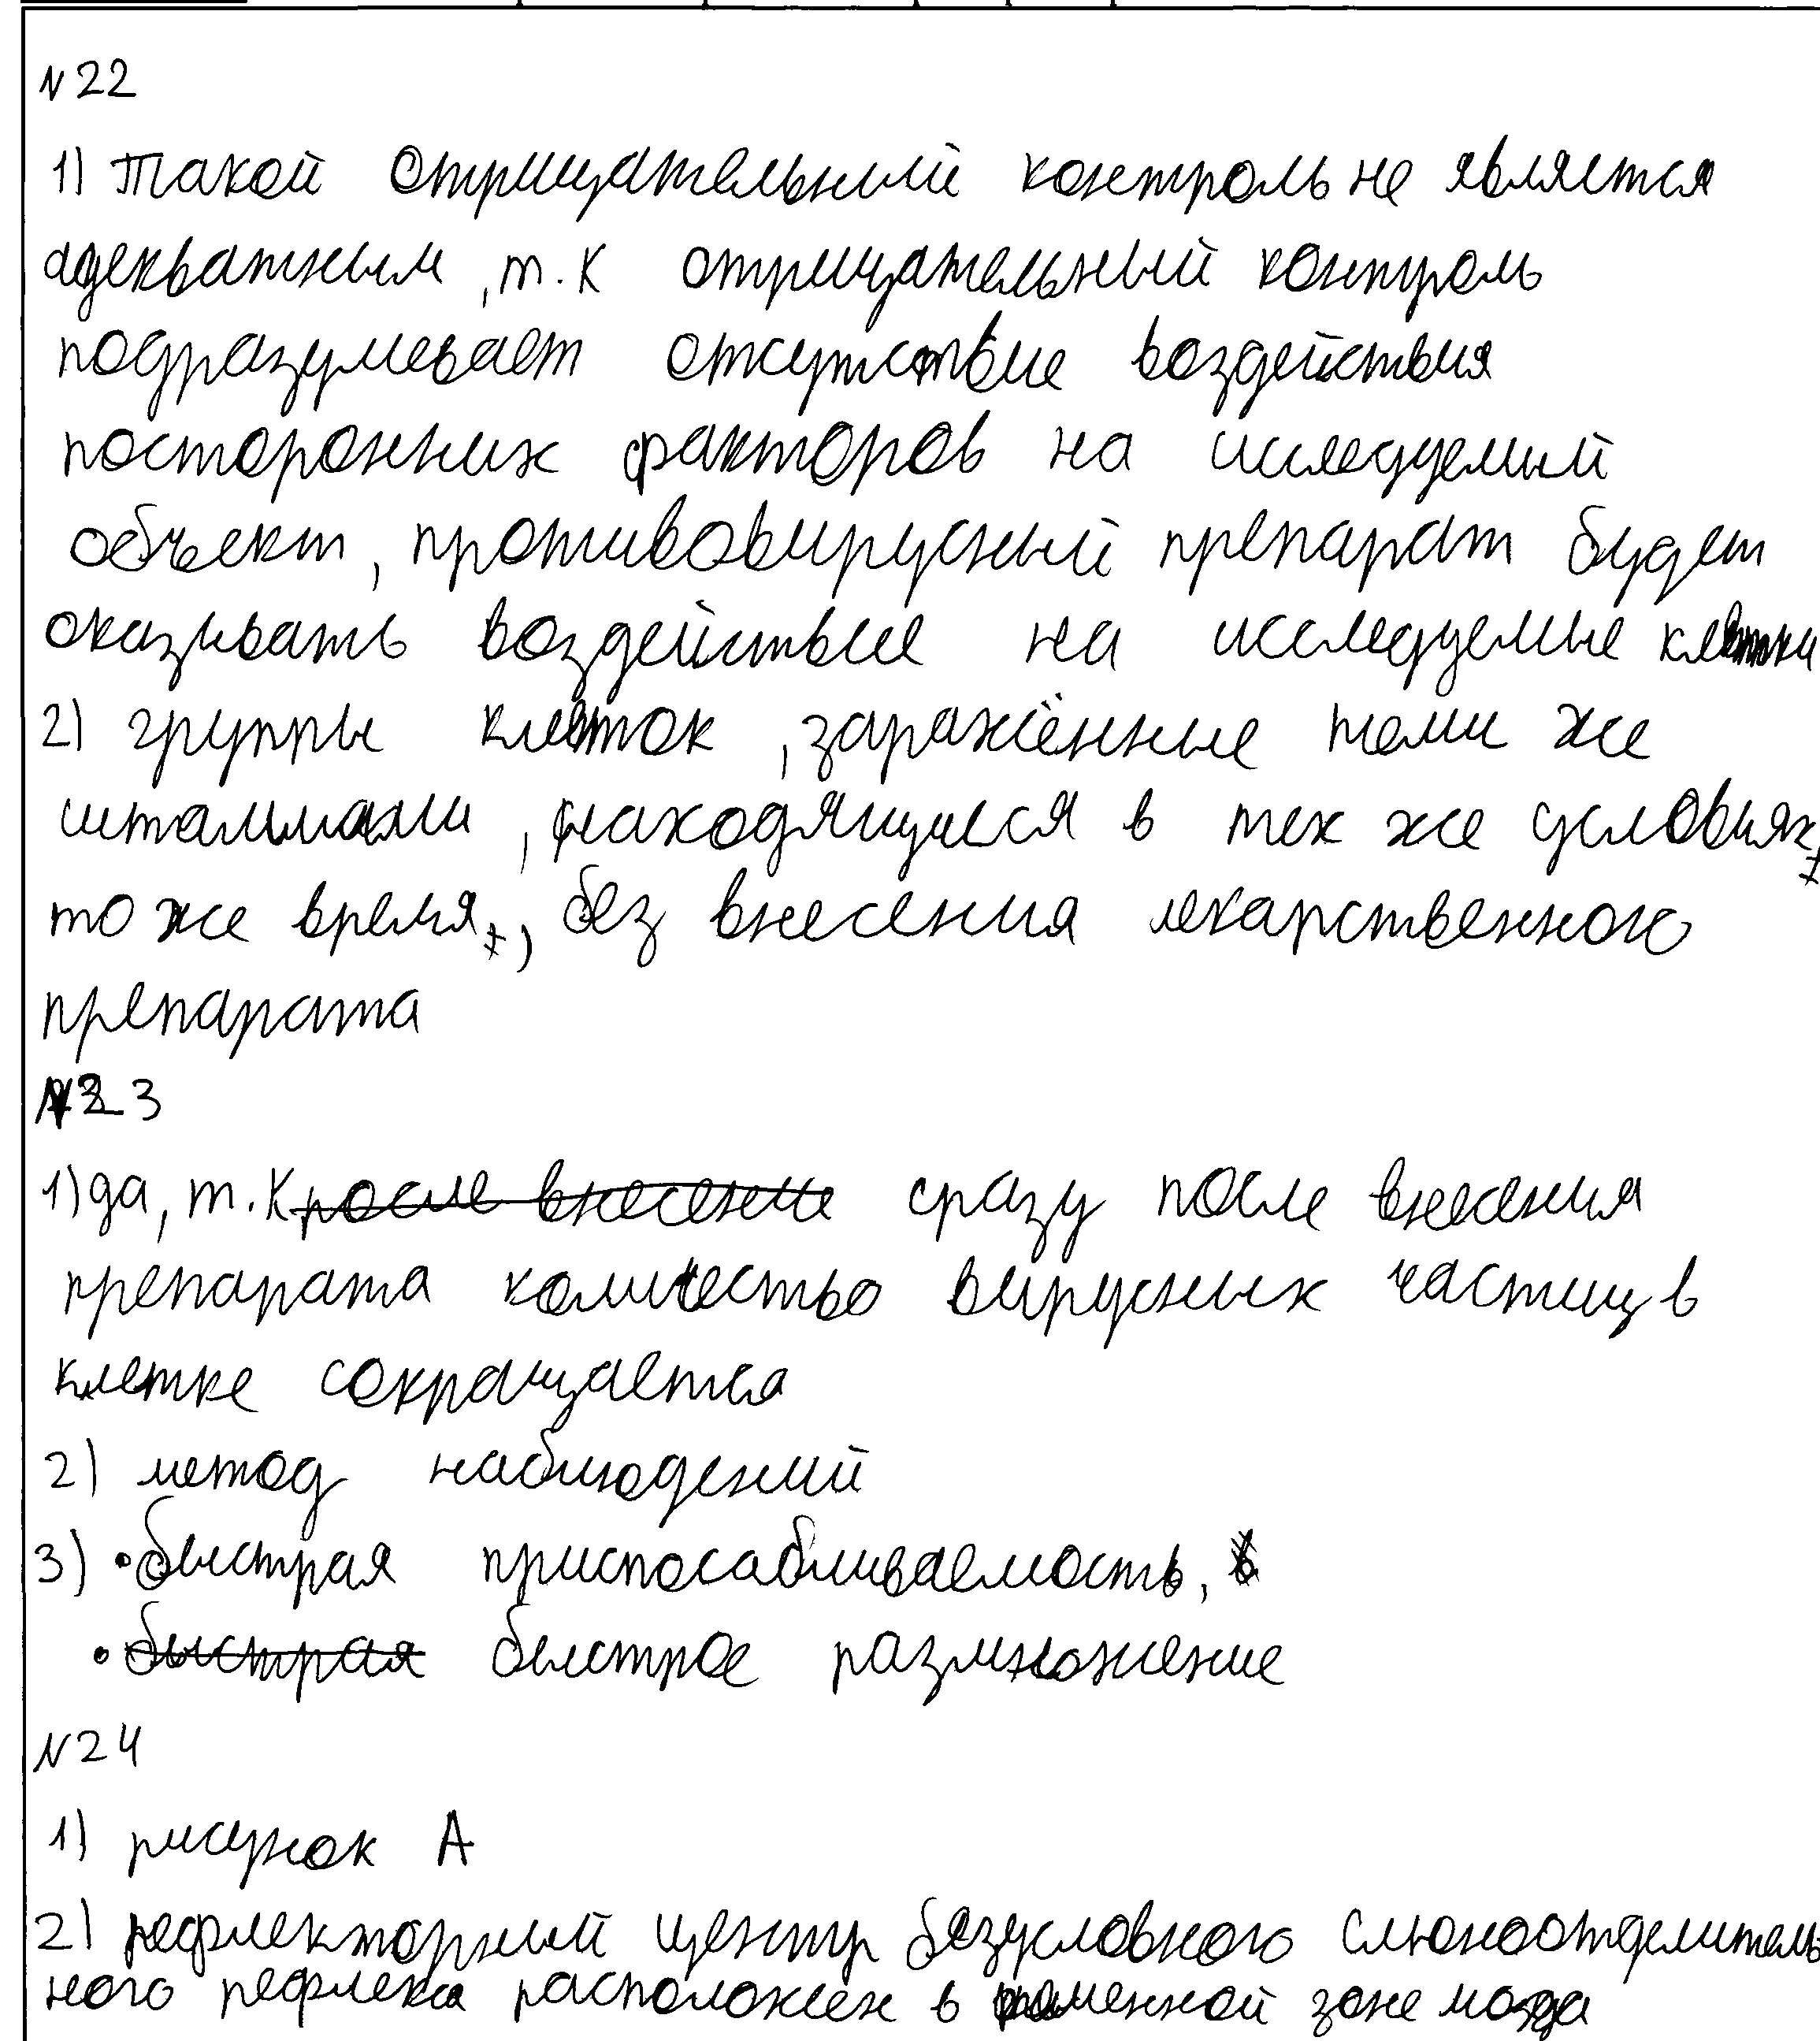 №22
1) Такой отрицательный контроль не является
адекватным, т.к отрицательный контроль
подразумевает отсутствие воздействия
посторонних факторов на исследуемый
объект, противовирусный препарат будет
оказывать воздействие на исследуемые клетки
2) группы клеток, заражённые теми же
штаммами, находящиеся в тех же условиях,
то же время, без внесения лекарственного
препарата
№23
1) да, т.к после внесение сразу после внесения
препарата количество вирусных частиц в
клетке сокращается
2) метод наблюдений
3) • быстрая приспосабливаемость,
• быстрая быстрое размножение
№24
1) рисунок А
2) рефлекторный центр безусловного слюноотделитель
ного рефлекса расположен в теменной зоне мозга